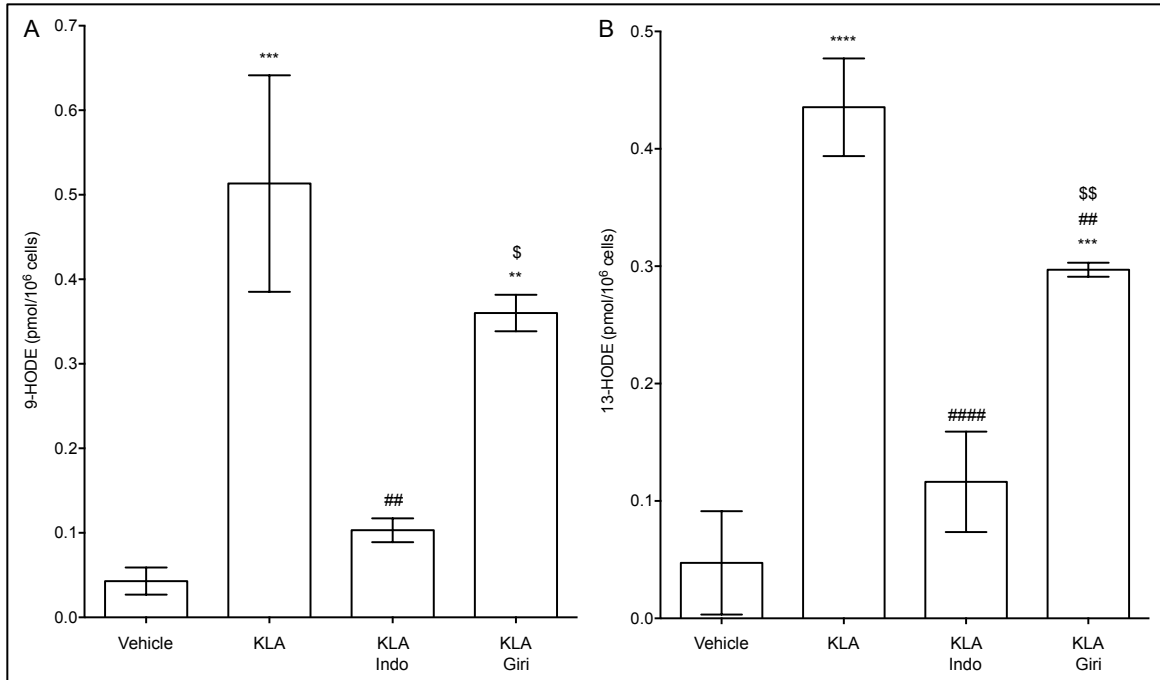 A
0.7
0.6
0.5
0.4
0.3
0.2
0.1
0.0
9-HODE (pmol/10⁶ cells)
***
##
$
**
Vehicle
KLA
KLA
Indo
KLA
Giri
B
0.5
0.4
0.3
0.2
0.1
0.0
13-HODE (pmol/10⁶ cells)
****
####
$$
##
***
Vehicle
KLA
KLA
Indo
KLA
Giri